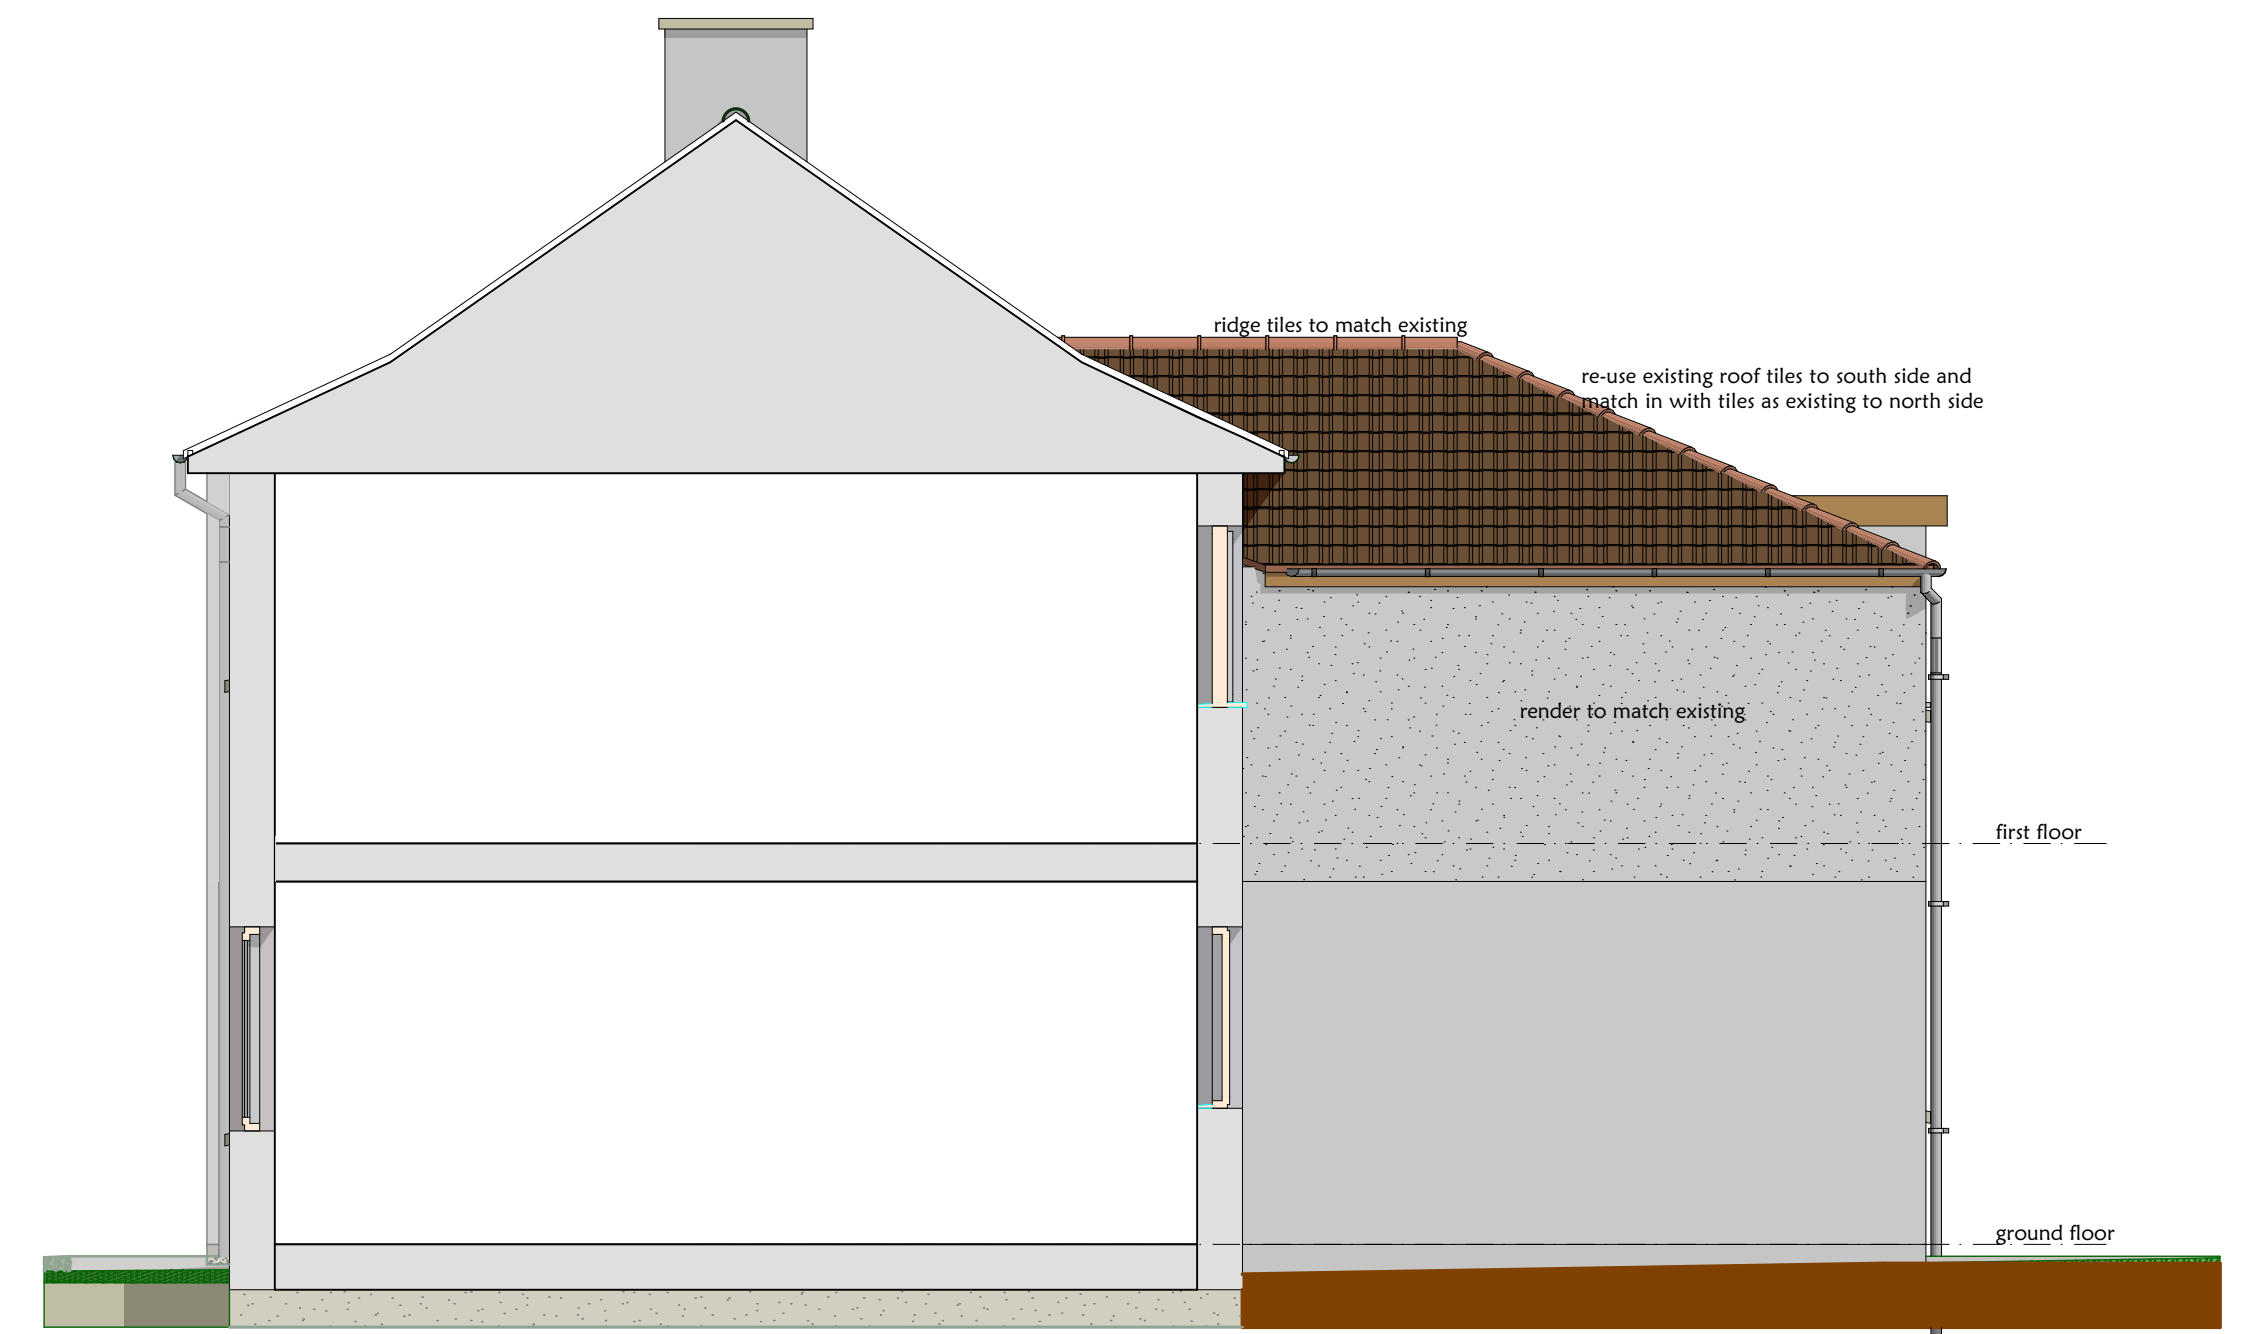 ridge tiles to match existing
re-use existing roof tiles to south side and
match in with tiles as existing to north side
render to match existing
first floor
ground floor